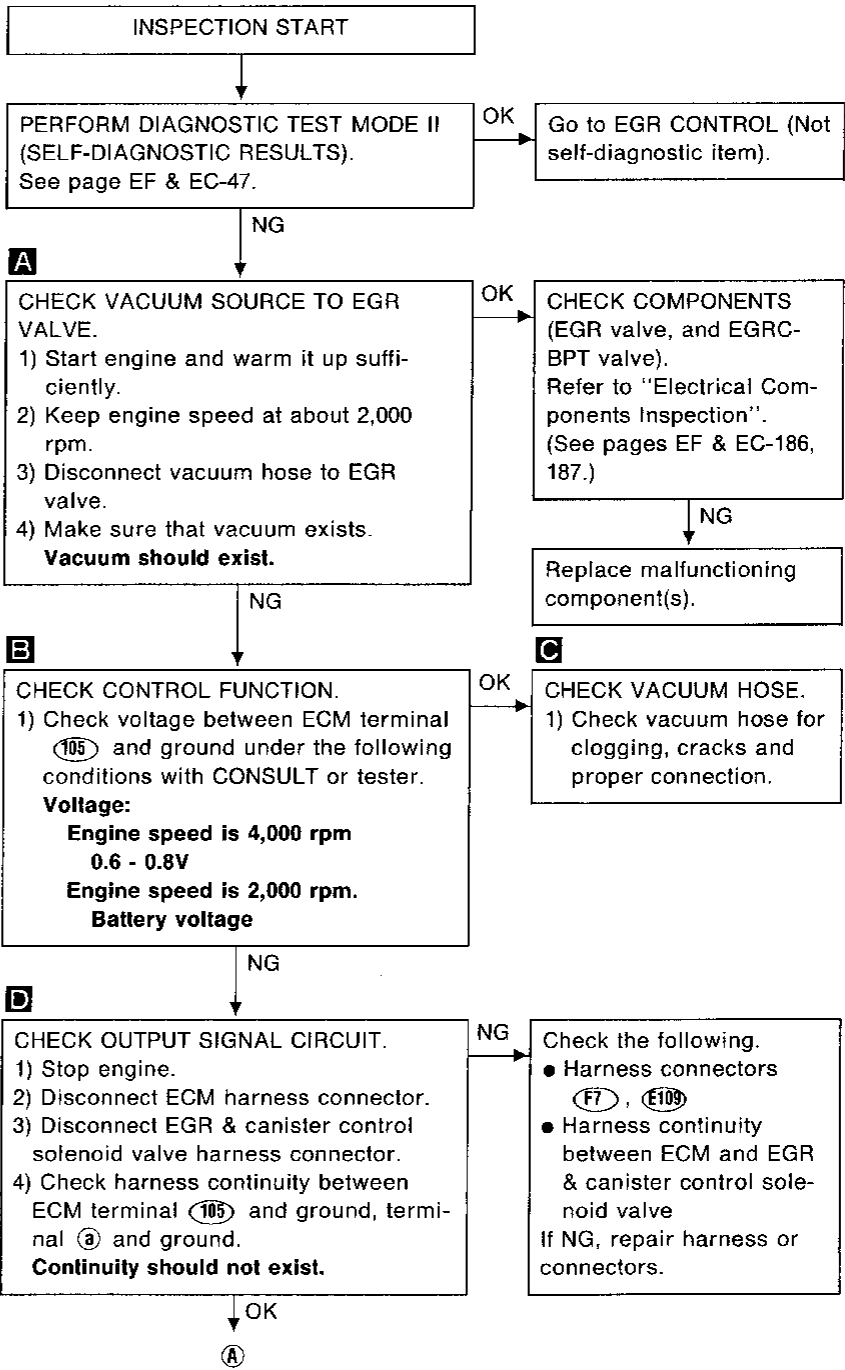 INSPECTION START
PERFORM DIAGNOSTIC TEST MODE II
(SELF-DIAGNOSTIC RESULTS).
See page EF & EC-47.
OK
Go to EGR CONTROL (Not
self-diagnostic item).
NG
A
CHECK VACUUM SOURCE TO EGR
VALVE.
1) Start engine and warm it up suffi-
ciently.
2) Keep engine speed at about 2,000
rpm.
3) Disconnect vacuum hose to EGR
valve.
4) Make sure that vacuum exists.
Vacuum should exist.
OK
CHECK COMPONENTS
(EGR valve, and EGRC-
BPT valve).
Refer to "Electrical Com-
ponents Inspection".
(See pages EF & EC-186,
187.)
NG
Replace malfunctioning
component(s).
NG
B
CHECK CONTROL FUNCTION.
1) Check voltage between ECM terminal
105 and ground under the following
conditions with CONSULT or tester.
Voltage:
Engine speed is 4,000 rpm
0.6 - 0.8V
Engine speed is 2,000 rpm.
Battery voltage
OK
C
CHECK VACUUM HOSE.
1) Check vacuum hose for
clogging, cracks and
proper connection.
NG
D
CHECK OUTPUT SIGNAL CIRCUIT.
1) Stop engine.
2) Disconnect ECM harness connector.
3) Disconnect EGR & canister control
solenoid valve harness connector.
4) Check harness continuity between
ECM terminal 105 and ground, termi-
nal a and ground.
Continuity should not exist.
NG
Check the following.
● Harness connectors
F7 , E109
● Harness continuity
between ECM and EGR
& canister control sole-
noid valve
If NG, repair harness or
connectors.
OK
A